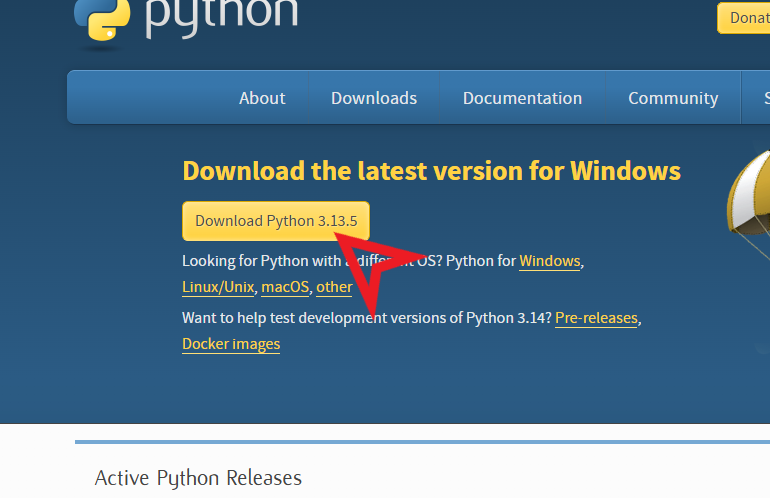 python
Donat
About Downloads Documentation Community S
Download the latest version for Windows
Download Python 3.13.5
Looking for Python with a different OS? Python for Windows,
Linux/Unix, macOS, other
Want to help test development versions of Python 3.14? Pre-releases,
Docker images
Active Python Releases